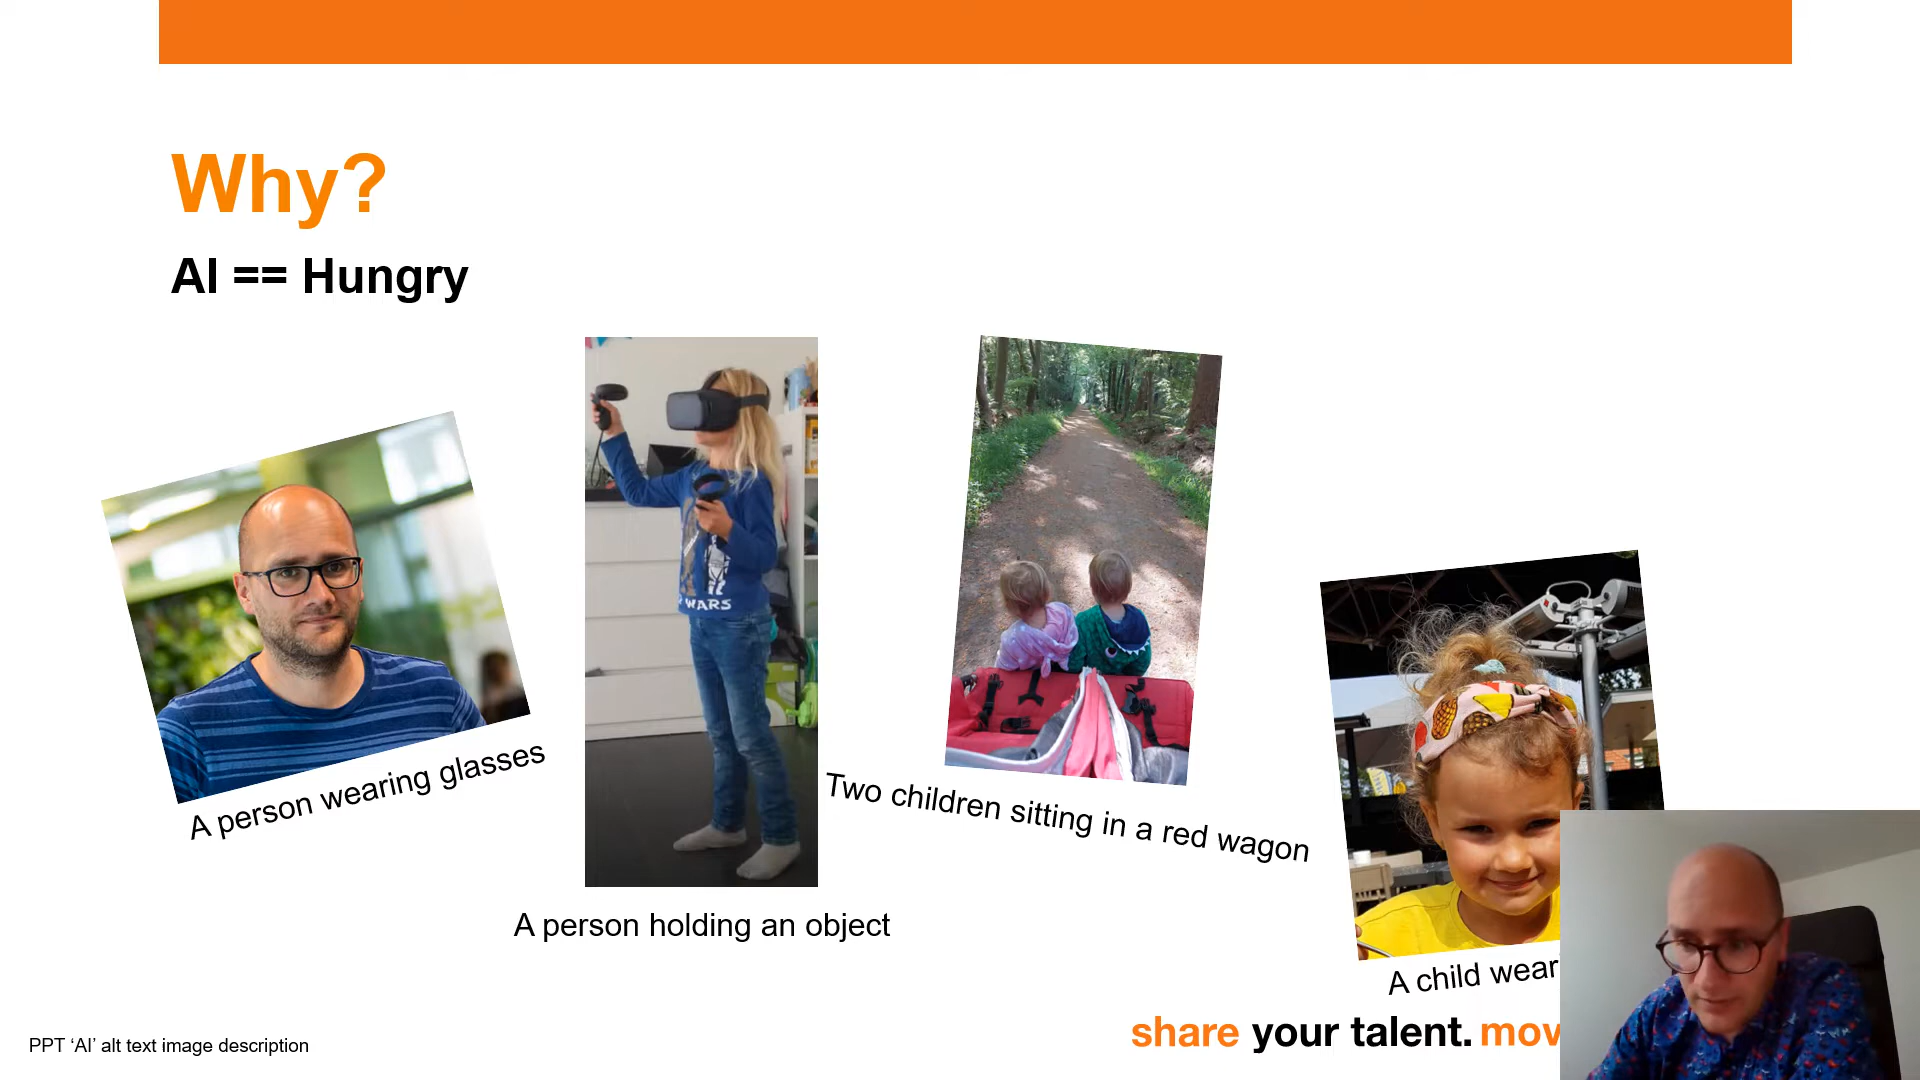 Why?
AI == Hungry
A person wearing glasses
WARS
A person holding an object
Two children sitting in a red wagon
A child wear
share your talent. mov
PPT ‘AI’ alt text image description